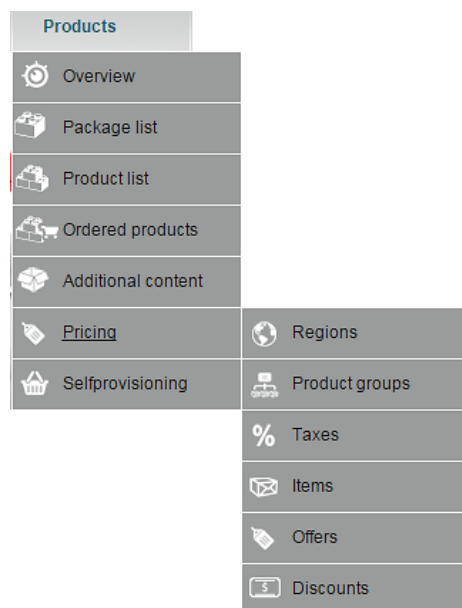 Products
Overview
Package list
Product list
Ordered products
Additional content
Pricing
Selfprovisioning
Regions
Product groups
Taxes
Items
Offers
Discounts